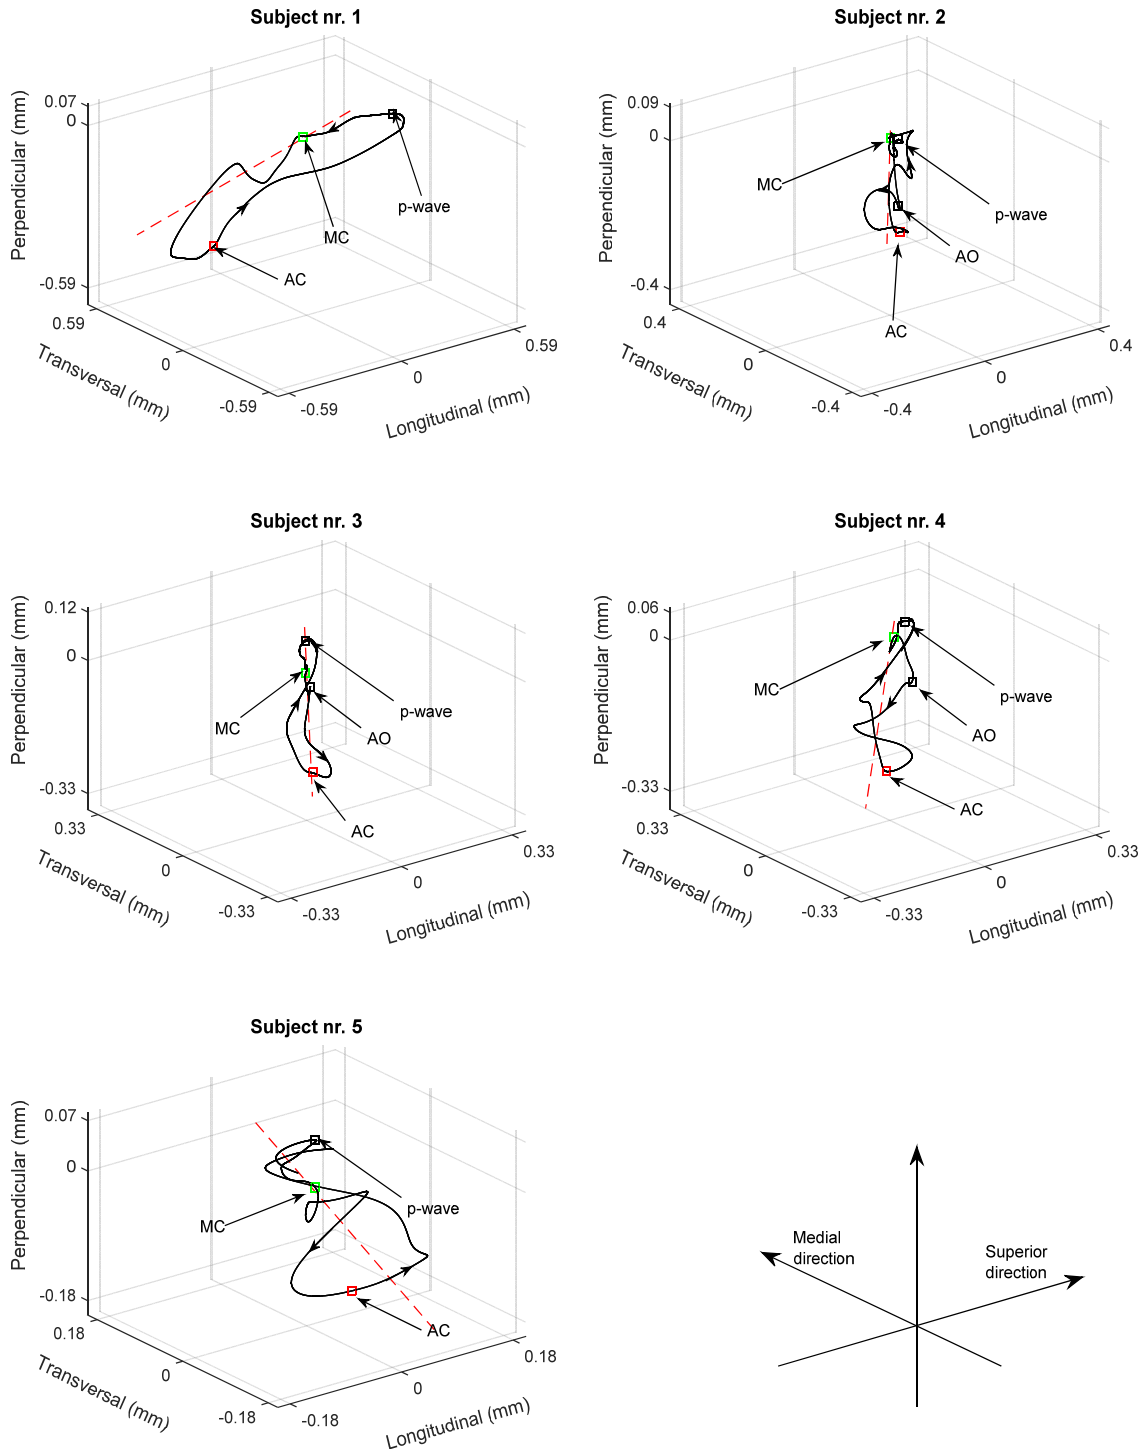 Subject nr. 1
Perpendicular (mm)
0.07
0
-0.59
0.59
0
-0.59
Transversal (mm)
-0.59
0
0.59
Longitudinal (mm)
p-wave
MC
AC
Subject nr. 2
Perpendicular (mm)
0.09
0
-0.4
0.4
0
-0.4
Transversal (mm)
-0.4
0
0.4
Longitudinal (mm)
MC
p-wave
AO
AC
Subject nr. 3
Perpendicular (mm)
0.12
0
-0.33
0.33
0
-0.33
Transversal (mm)
-0.33
0
0.33
Longitudinal (mm)
p-wave
MC
AO
AC
Subject nr. 4
Perpendicular (mm)
0.06
0
-0.33
0.33
0
-0.33
Transversal (mm)
-0.33
0
0.33
Longitudinal (mm)
MC
p-wave
AO
AC
Subject nr. 5
Perpendicular (mm)
0.07
0
-0.18
0.18
0
-0.18
Transversal (mm)
-0.18
0
0.18
Longitudinal (mm)
p-wave
MC
AC
Medial
direction
Superior
direction